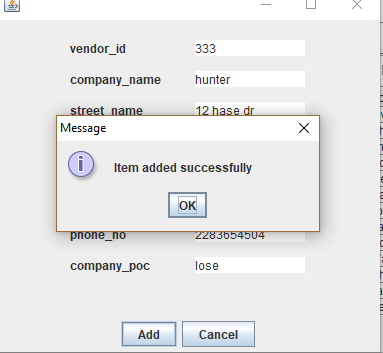 vendor_id 333
company_name hunter
street_name 12 hase dr
Message
Item added successfully
OK
phone_no 2283654504
company_poc lose
Add Cancel